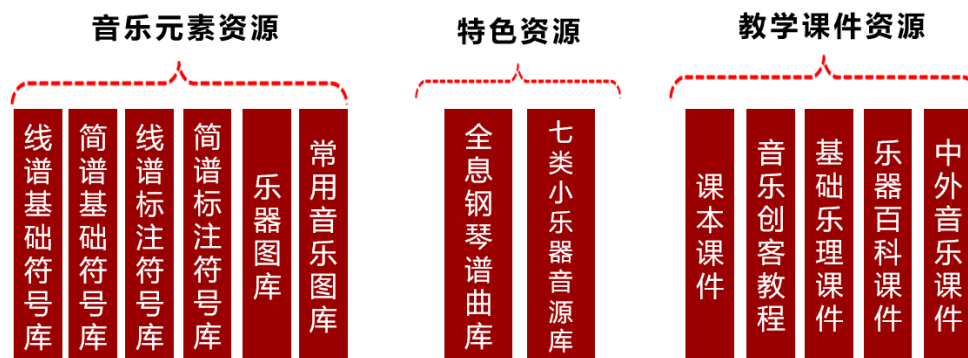 音乐元素资源
线谱基础符号库
简谱基础符号库
线谱标注符号库
简谱标注符号库
乐器图库
常用音乐图库
特色资源
全息钢琴谱曲库
七类小乐器音源库
教学课件资源
课本课件
音乐创客教程
基础乐理课件
乐器百科课件
中外音乐课件